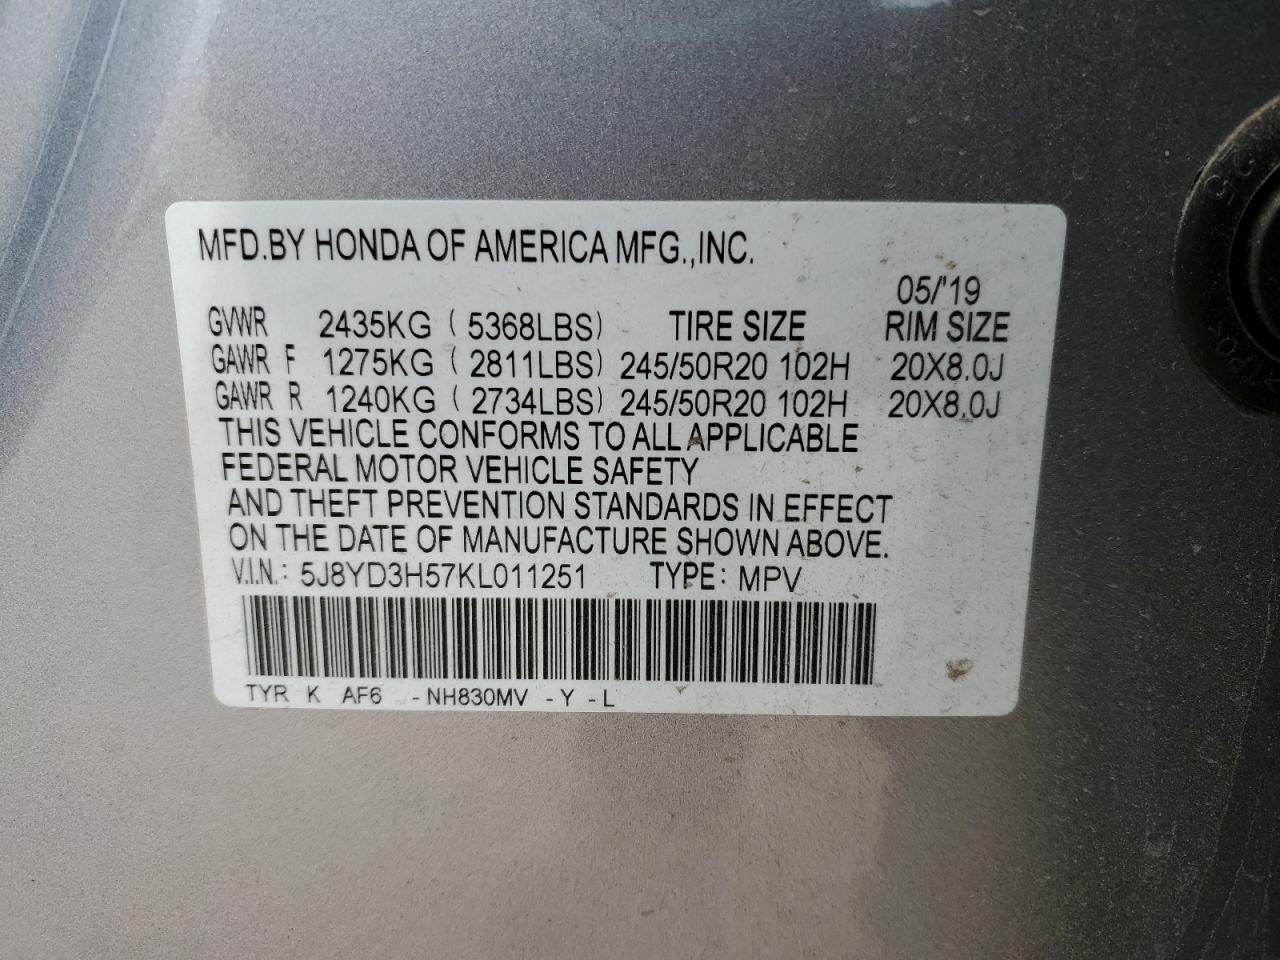 MFD.BY HONDA OF AMERICA MFG.,INC.
05/'19
GVWR 2435KG ( 5368LBS) TIRE SIZE RIM SIZE
GAWR F 1275KG ( 2811LBS) 245/50R20 102H 20X8.0J
GAWR R 1240KG ( 2734LBS) 245/50R20 102H 20X8.0J
THIS VEHICLE CONFORMS TO ALL APPLICABLE
FEDERAL MOTOR VEHICLE SAFETY
AND THEFT PREVENTION STANDARDS IN EFFECT
ON THE DATE OF MANUFACTURE SHOWN ABOVE.
V.I.N.: 5J8YD3H57KL011251 TYPE: MPV
TYR K AF6 -NH830MV -Y -L